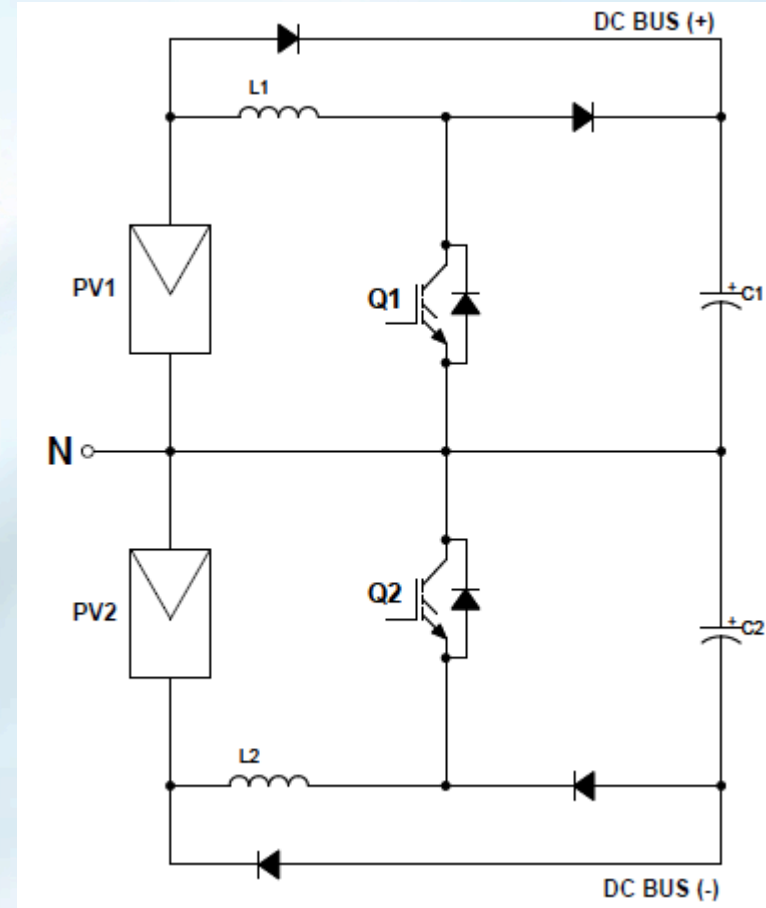 DC BUS (+)
L1
PV1
Q1
+
C1
N
PV2
Q2
+
C2
L2
DC BUS (-)